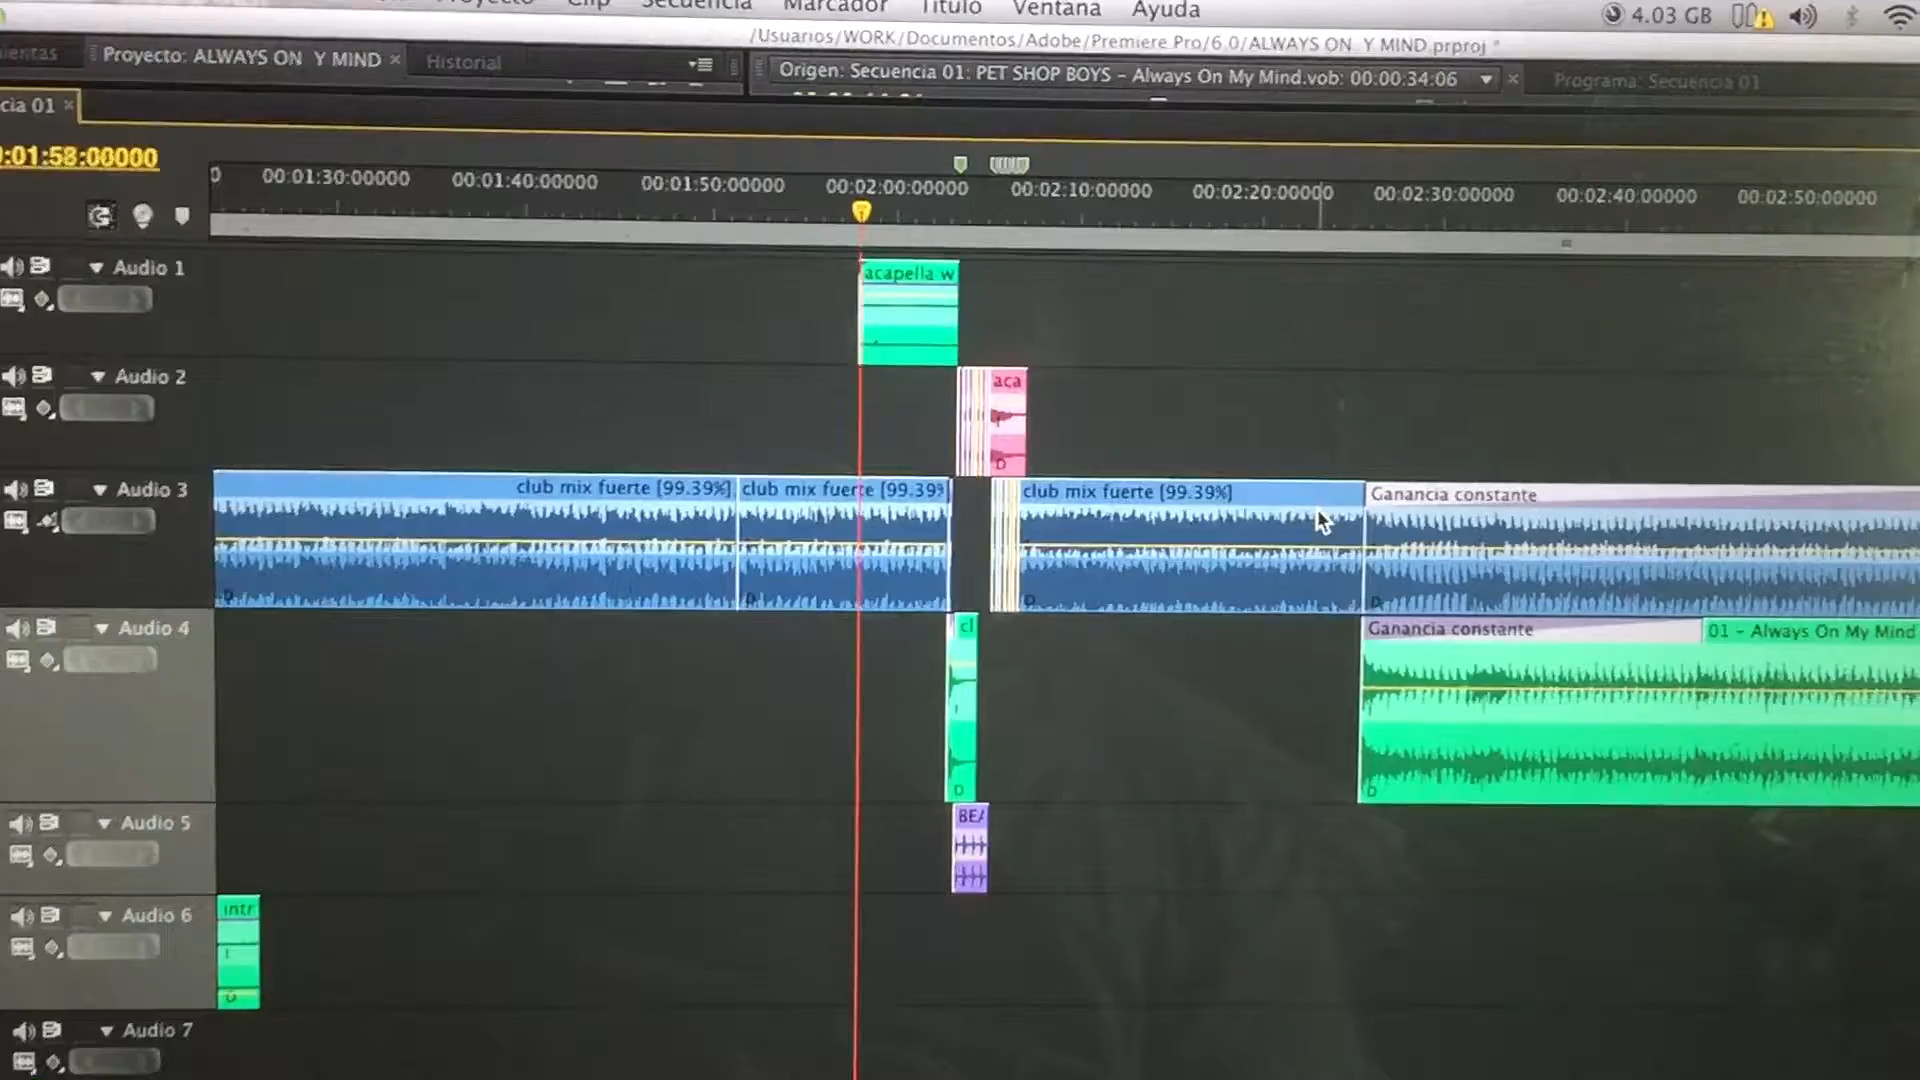 Proyecto Clip Secuencia Marcador Título Ventana Ayuda 4.03 GB
/Usuarios/WORK/Documentos/Adobe/Premiere Pro/6.0/ALWAYS ON Y MIND.prproj *
Proyecto: ALWAYS ON Y MIND × Historial Origen: Secuencia 01: PET SHOP BOYS - Always On My Mind.vob: 00:00:34:06 × Programa: Secuencia 01
cia 01 ×
0:01:58:00000
0 00:01:30:00000 00:01:40:00000 00:01:50:00000 00:02:00:00000 00:02:10:00000 00:02:20:00000 00:02:30:00000 00:02:40:00000 00:02:50:00000
Audio 1 acapella w
Audio 2 aca
D
Audio 3 club mix fuerte [99.39%] club mix fuerte [99.39% club mix fuerte [99.39%] Ganancia constante
D D D D
Audio 4 cl Ganancia constante 01 - Always On My Mind
D D
Audio 5 BEA
Audio 6 intr
Audio 7